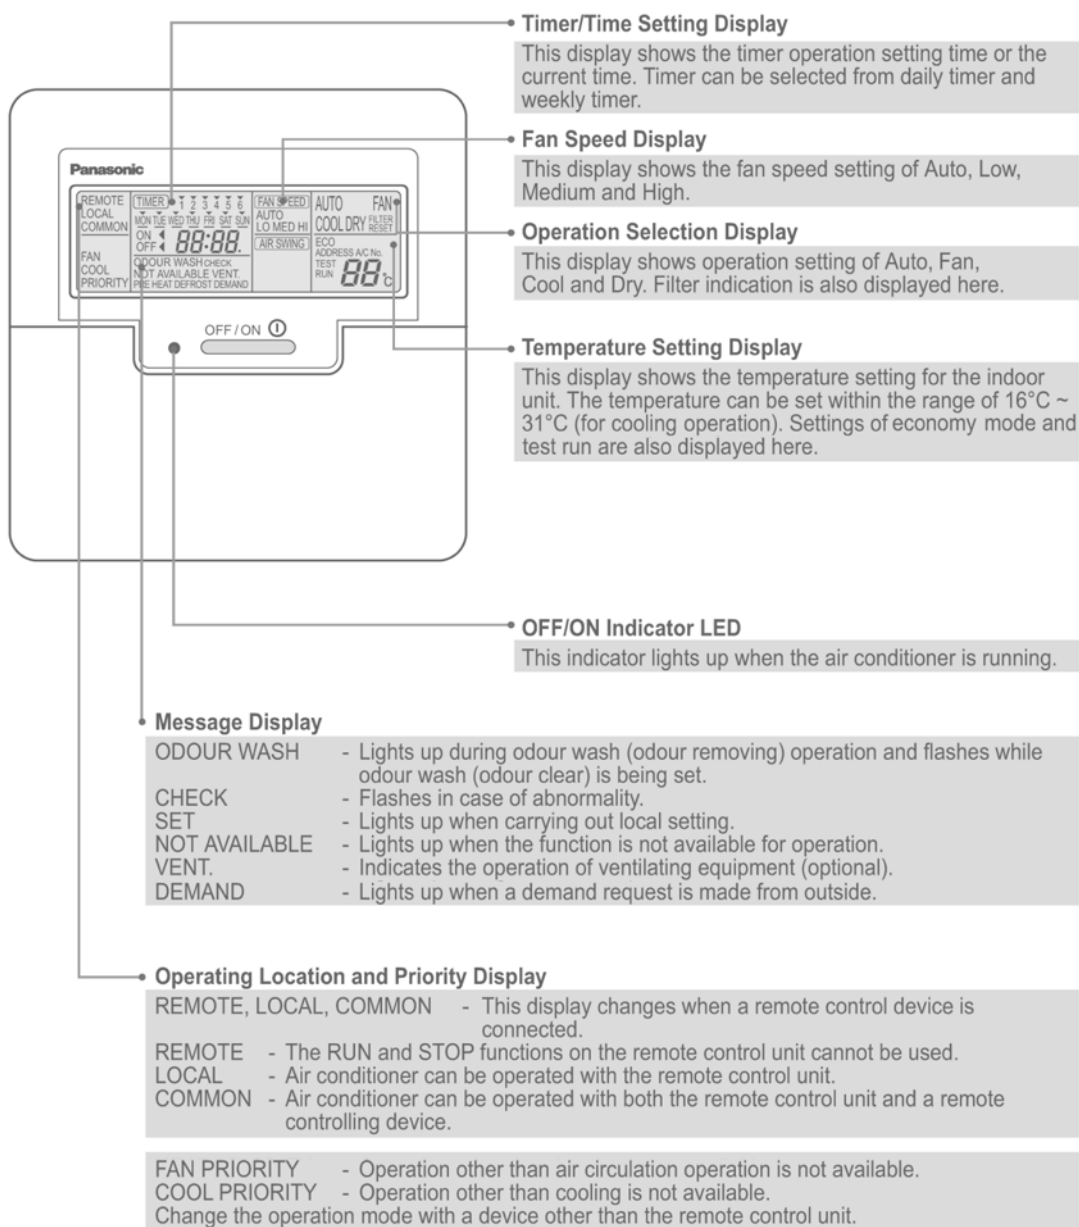 Timer/Time Setting Display
This display shows the timer operation setting time or the
current time. Timer can be selected from daily timer and
weekly timer.
Fan Speed Display
This display shows the fan speed setting of Auto, Low,
Medium and High.
Operation Selection Display
This display shows operation setting of Auto, Fan,
Cool and Dry. Filter indication is also displayed here.
Temperature Setting Display
This display shows the temperature setting for the indoor
unit. The temperature can be set within the range of 16°C ~
31°C (for cooling operation). Settings of economy mode and
test run are also displayed here.
Panasonic
REMOTE
LOCAL
COMMON
FAN
COOL
PRIORITY
TIMER 1 2 3 4 5 6
MON TUE WED THU FRI SAT SUN
ON
OFF 88:88.
ODOUR WASH CHECK
NOT AVAILABLE VENT.
PRE HEAT DEFROST DEMAND
FAN SPEED
AUTO
LO MED HI
AIR SWING
AUTO FAN
COOL DRY FILTER RESET
ECO
ADDRESS A/C No.
TEST
RUN 88°C
OFF / ON
OFF/ON Indicator LED
This indicator lights up when the air conditioner is running.
Message Display
ODOUR WASH - Lights up during odour wash (odour removing) operation and flashes while
odour wash (odour clear) is being set.
CHECK - Flashes in case of abnormality.
SET - Lights up when carrying out local setting.
NOT AVAILABLE - Lights up when the function is not available for operation.
VENT. - Indicates the operation of ventilating equipment (optional).
DEMAND - Lights up when a demand request is made from outside.
Operating Location and Priority Display
REMOTE, LOCAL, COMMON - This display changes when a remote control device is
connected.
REMOTE - The RUN and STOP functions on the remote control unit cannot be used.
LOCAL - Air conditioner can be operated with the remote control unit.
COMMON - Air conditioner can be operated with both the remote control unit and a remote
controlling device.
FAN PRIORITY - Operation other than air circulation operation is not available.
COOL PRIORITY - Operation other than cooling is not available.
Change the operation mode with a device other than the remote control unit.